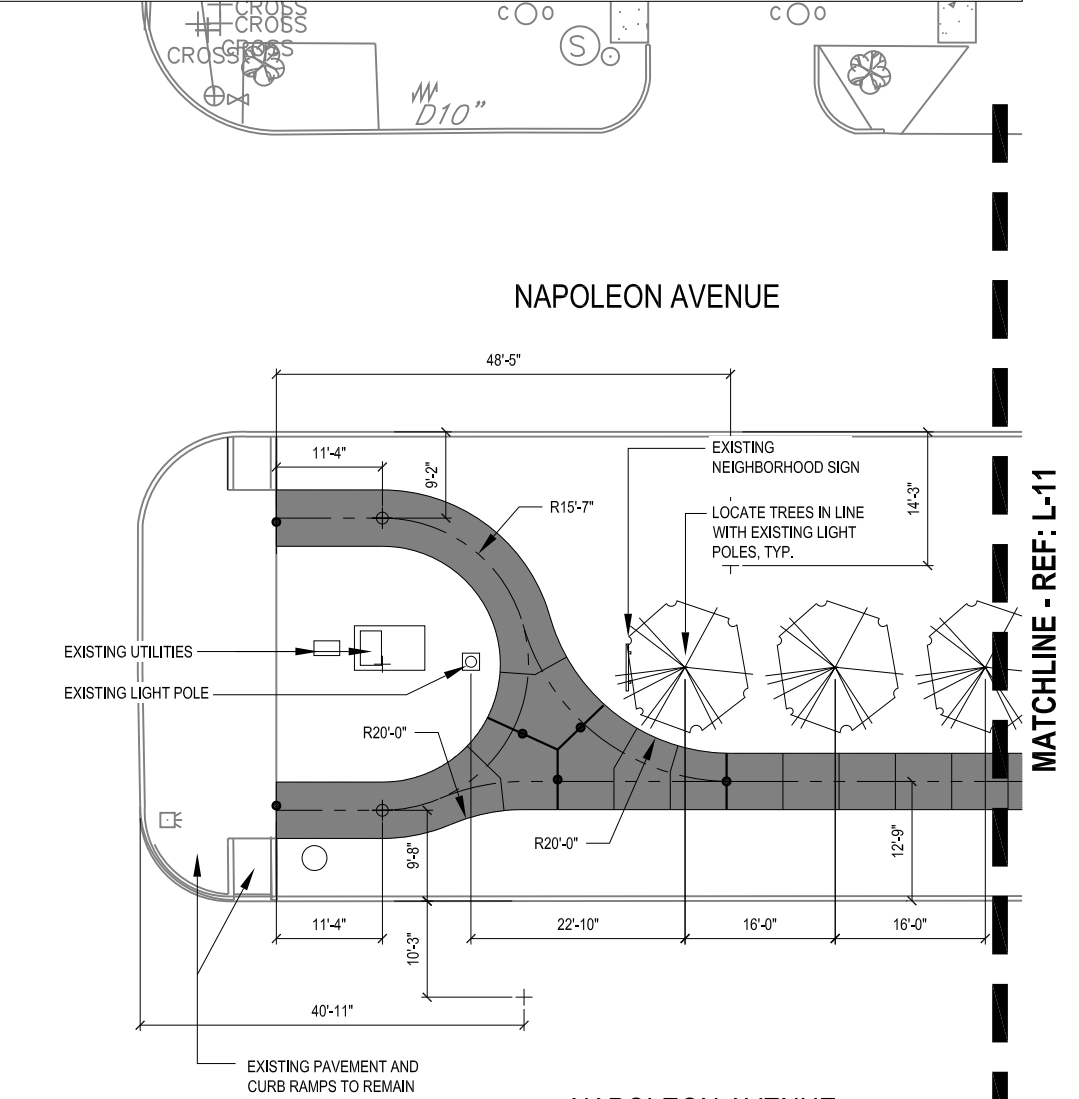 CROSS
CROSS
CROSS
CROSS
C O
C O
S
D10"
NAPOLEON AVENUE
48'-5"
11'-4"
9'-2"
EXISTING
NEIGHBORHOOD SIGN
14'-3"
R15'-7"
LOCATE TREES IN LINE
WITH EXISTING LIGHT
POLES, TYP.
MATCHLINE - REF: L-11
EXISTING UTILITIES
EXISTING LIGHT POLE
R20'-0"
R20'-0"
9'-8"
12'-9"
11'-4"
10'-3"
22'-10"
16'-0"
16'-0"
40'-11"
EXISTING PAVEMENT AND
CURB RAMPS TO REMAIN
NAPOLEON AVENUE